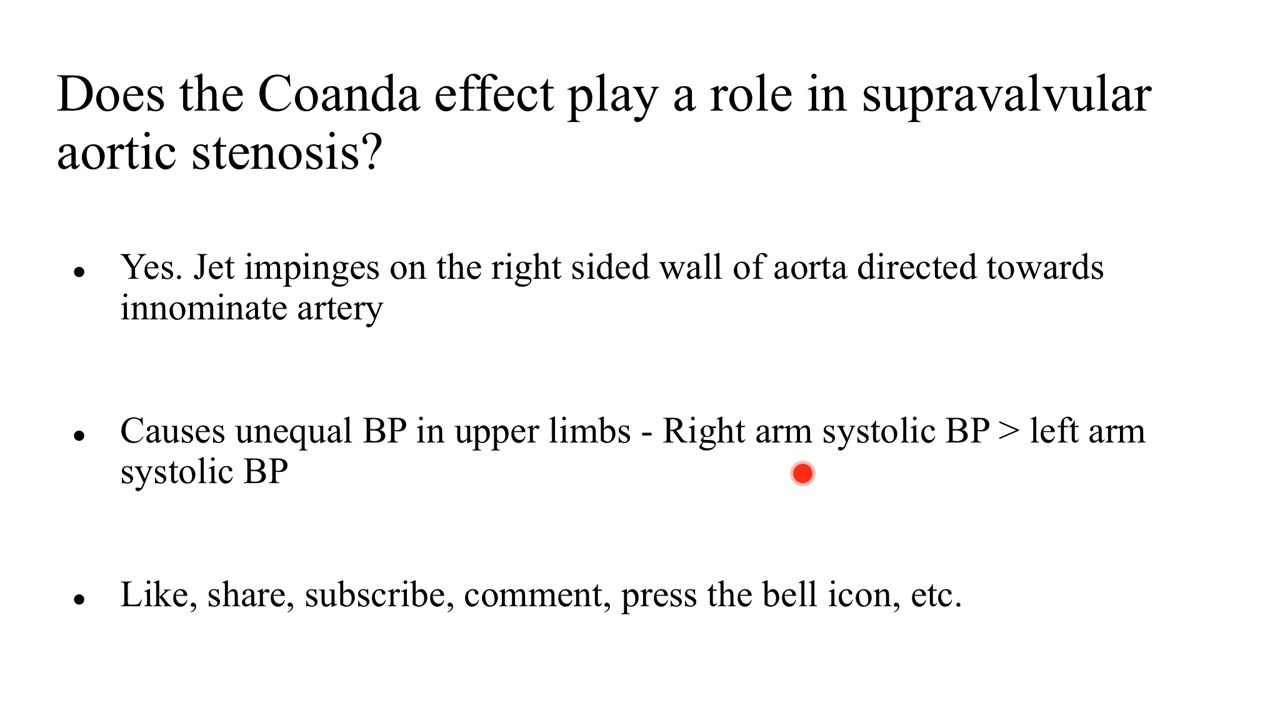 Does the Coanda effect play a role in supravalvular
aortic stenosis?
● Yes. Jet impinges on the right sided wall of aorta directed towards
innominate artery
● Causes unequal BP in upper limbs - Right arm systolic BP > left arm
systolic BP
● Like, share, subscribe, comment, press the bell icon, etc.